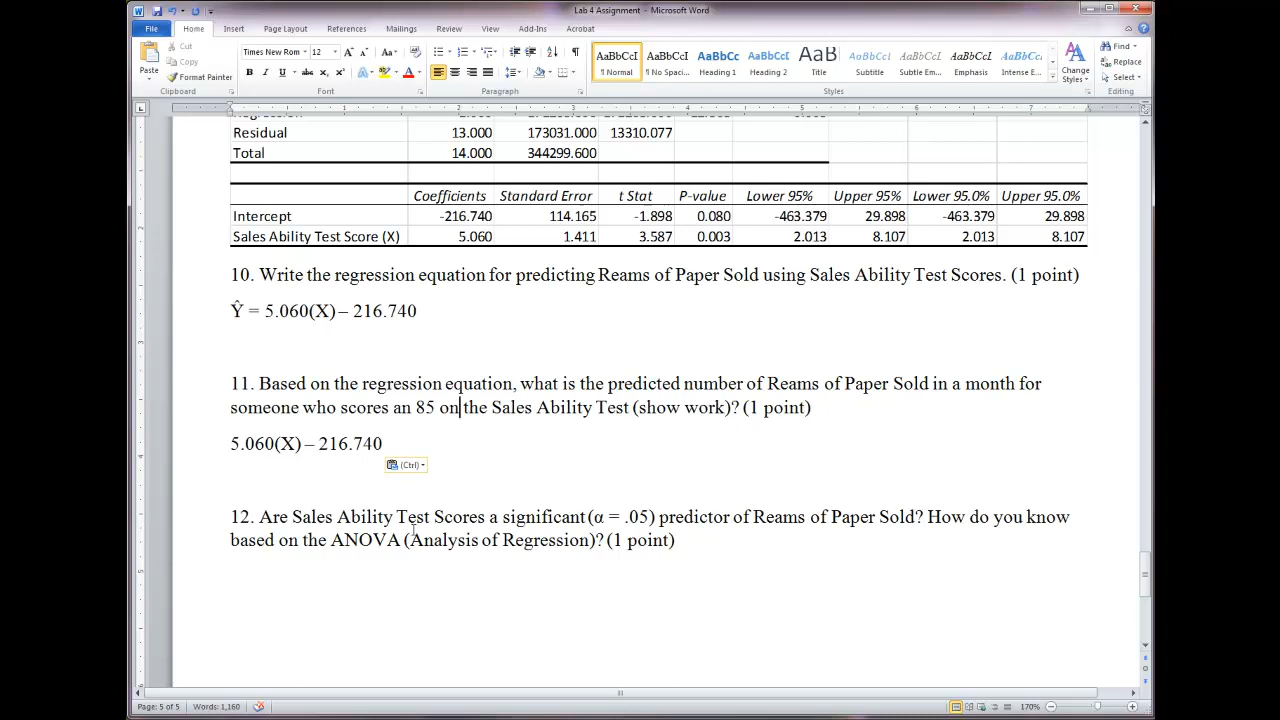 Lab 4 Assignment - Microsoft Word
File Home Insert Page Layout References Mailings Review View Add-Ins Acrobat
Cut
Copy
Format Painter
Paste
Clipboard
Times New Rom 12
Font
Paragraph
AaBbCcI AaBbCcI AaBbCc AaBbCcI AaB AaBbCcI AaBbCcI AaBbCcI AaBbCcI
¶ Normal ¶ No Spaci... Heading 1 Heading 2 Title Subtitle Subtle Em... Emphasis Intense E...
Styles
Change Styles
Find
Replace
Select
Editing
Residual 13.000 173031.000 13310.077
Total 14.000 344299.600
Coefficients Standard Error t Stat P-value Lower 95% Upper 95% Lower 95.0% Upper 95.0%
Intercept -216.740 114.165 -1.898 0.080 -463.379 29.898 -463.379 29.898
Sales Ability Test Score (X) 5.060 1.411 3.587 0.003 2.013 8.107 2.013 8.107
10. Write the regression equation for predicting Reams of Paper Sold using Sales Ability Test Scores. (1 point)
Ŷ = 5.060(X) – 216.740
11. Based on the regression equation, what is the predicted number of Reams of Paper Sold in a month for
someone who scores an 85 on the Sales Ability Test (show work)? (1 point)
5.060(X) – 216.740
(Ctrl)
12. Are Sales Ability Test Scores a significant (α = .05) predictor of Reams of Paper Sold? How do you know
based on the ANOVA (Analysis of Regression)? (1 point)
Page: 5 of 5 Words: 1,160 170%